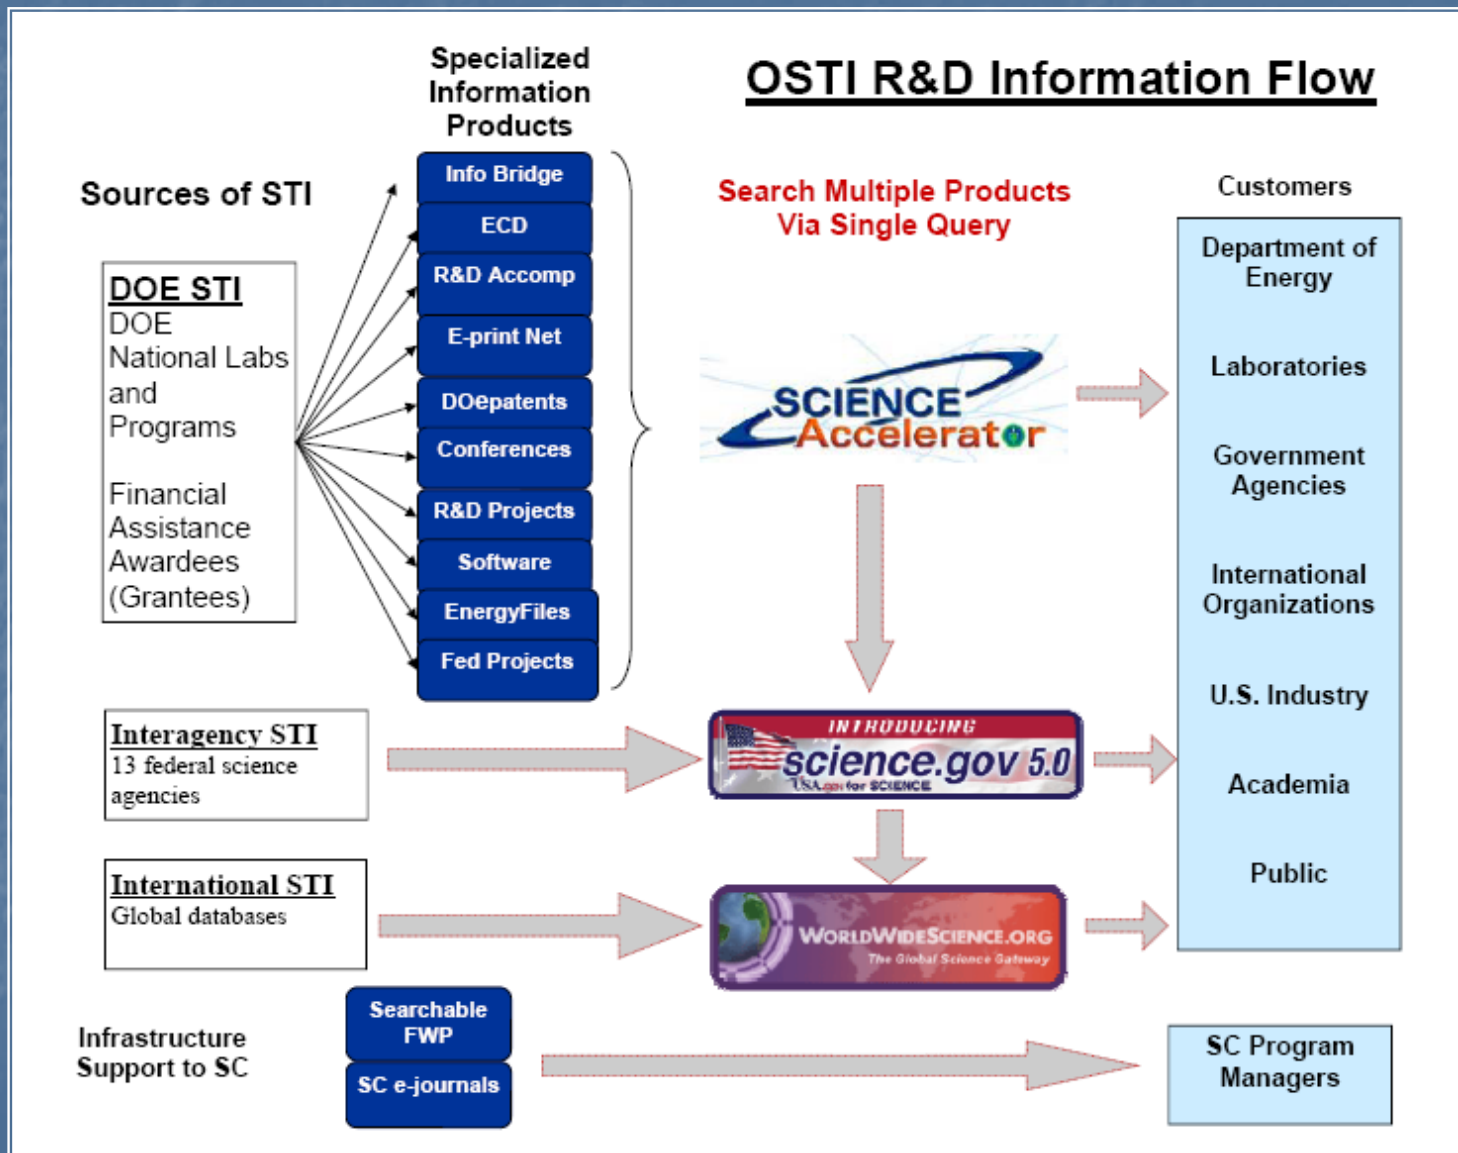 OSTI R&D Information Flow
Specialized
Information
Products
Sources of STI
DOE STI
DOE
National Labs
and
Programs
Financial
Assistance
Awardees
(Grantees)
Info Bridge
ECD
R&D Accomp
E-print Net
DOepatents
Conferences
R&D Projects
Software
EnergyFiles
Fed Projects
Search Multiple Products
Via Single Query
SCIENCE
Accelerator
Customers
Department of
Energy
Laboratories
Government
Agencies
International
Organizations
U.S. Industry
Academia
Public
Interagency STI
13 federal science
agencies
INTRODUCING
science.gov 5.0
USA.gov for SCIENCE
International STI
Global databases
WORLDWIDESCIENCE.ORG
The Global Science Gateway
Infrastructure
Support to SC
Searchable
FWP
SC e-journals
SC Program
Managers